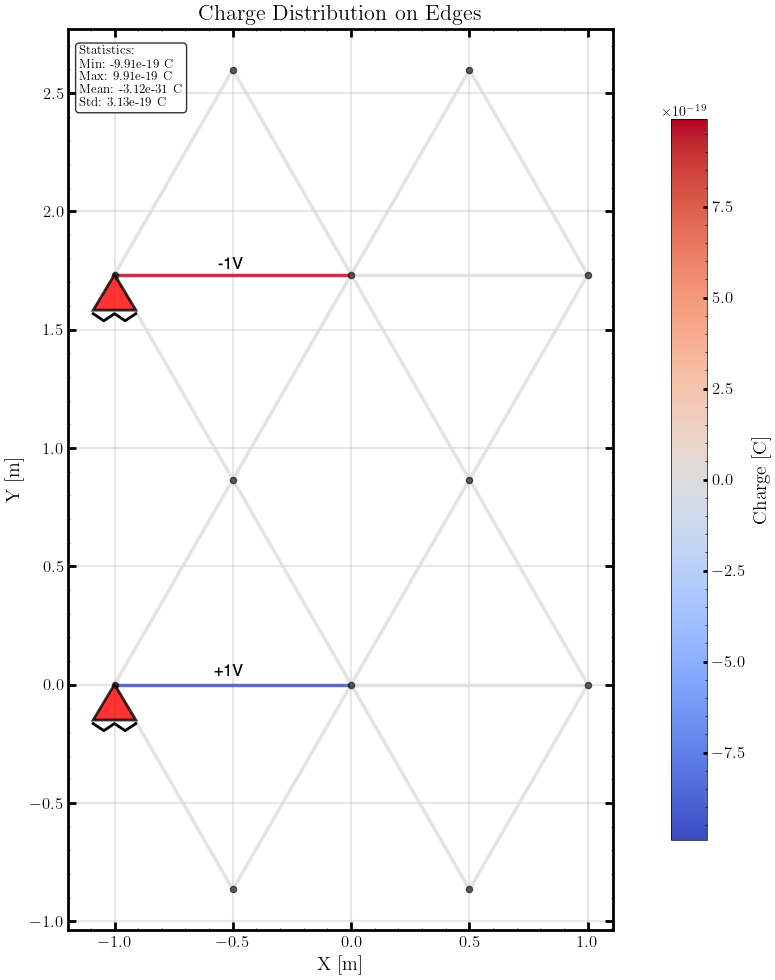 Charge Distribution on Edges
Statistics:
Min: -9.91e-19 C
Max: 9.91e-19 C
Mean: -3.12e-31 C
Std: 3.13e-19 C
×10⁻¹⁹
2.5
2.0
1.5
1.0
0.5
0.0
−0.5
−1.0
Y [m]
-1V
+1V
−1.0
−0.5
0.0
0.5
1.0
X [m]
7.5
5.0
2.5
0.0
−2.5
−5.0
−7.5
Charge [C]